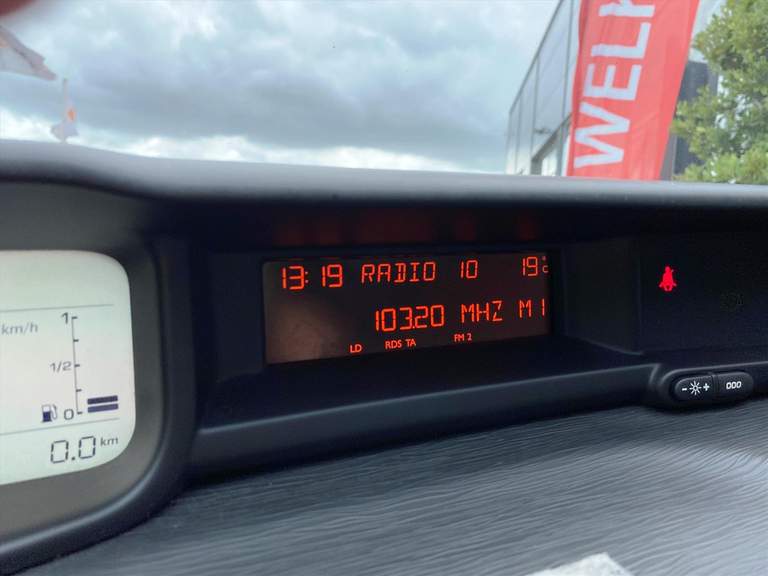 WELK
13:19 RADIO 10 19°C
103.20 MHZ M1
LD RDS TA FM 2
km/h
1
1/2
0
0.0 km
- +